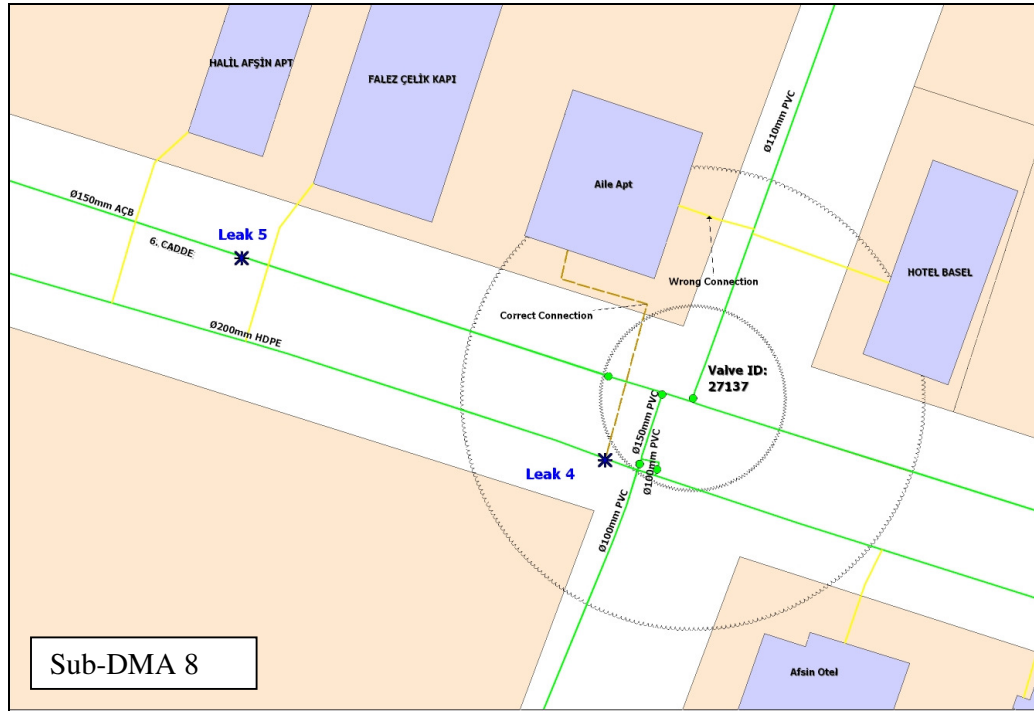 HALİL AFŞİN APT
FALEZ ÇELİK KAPI
Ø110mm PVC
Aile Apt
Ø150mm AÇB
Leak 5
6. CADDE
HOTEL BASEL
Wrong Connection
Correct Connection
Ø200mm HDPE
Valve ID:
27137
Ø150mm PVC
Ø100mm PVC
Leak 4
Ø100mm PVC
Sub-DMA 8
Afsin Otel